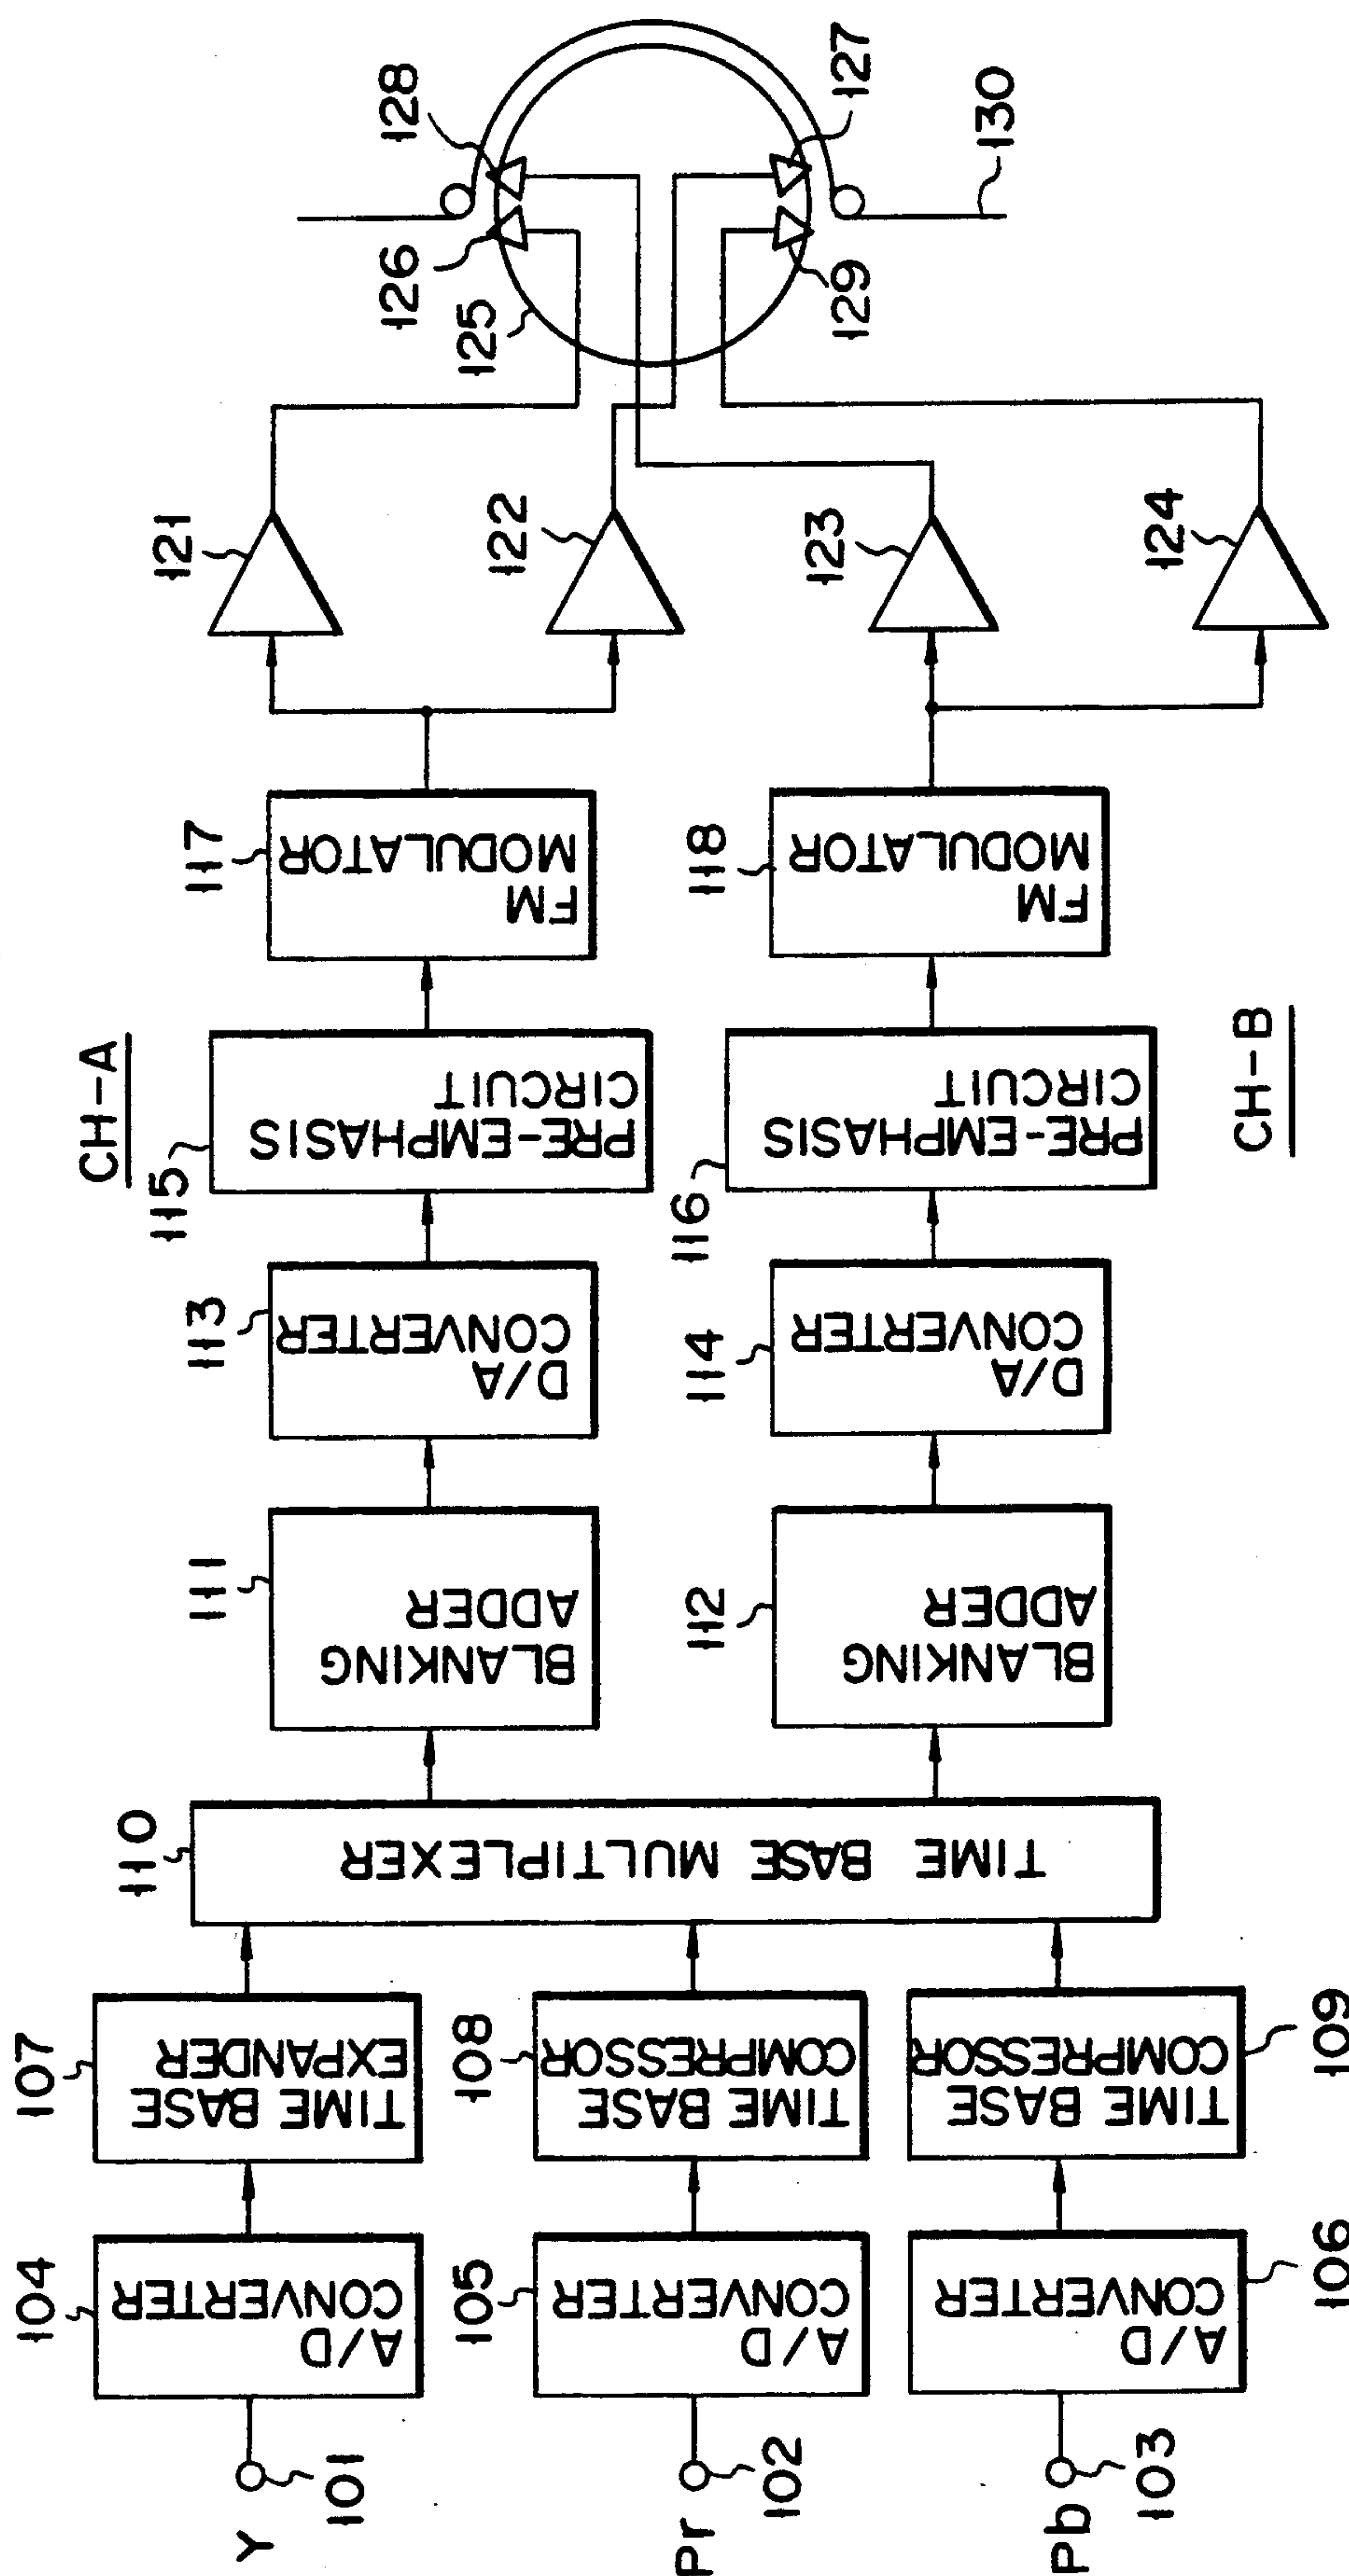 Y
101
104
A/D
CONVERTER
107
TIME BASE
EXPANDER
Pr
102
105
A/D
CONVERTER
108
TIME BASE
COMPRESSOR
Pb
103
106
A/D
CONVERTER
109
TIME BASE
COMPRESSOR
110
TIME BASE MULTIPLEXER
CH-A
111
BLANKING
ADDER
113
D/A
CONVERTER
115
PRE-EMPHASIS
CIRCUIT
117
FM
MODULATOR
121
122
112
BLANKING
ADDER
114
D/A
CONVERTER
116
PRE-EMPHASIS
CIRCUIT
118
FM
MODULATOR
123
124
CH-B
125
126
128
129
127
130